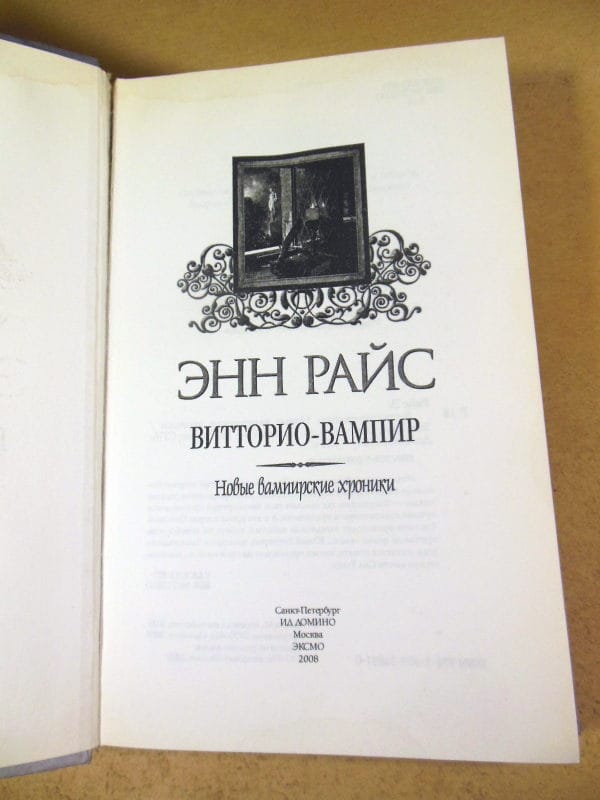 ЭНН РАЙС
ВИТТОРИО-ВАМПИР
Новые вампирские хроники
Санкт-Петербург
ИД ДОМИНО
Москва
ЭКСМО
2008